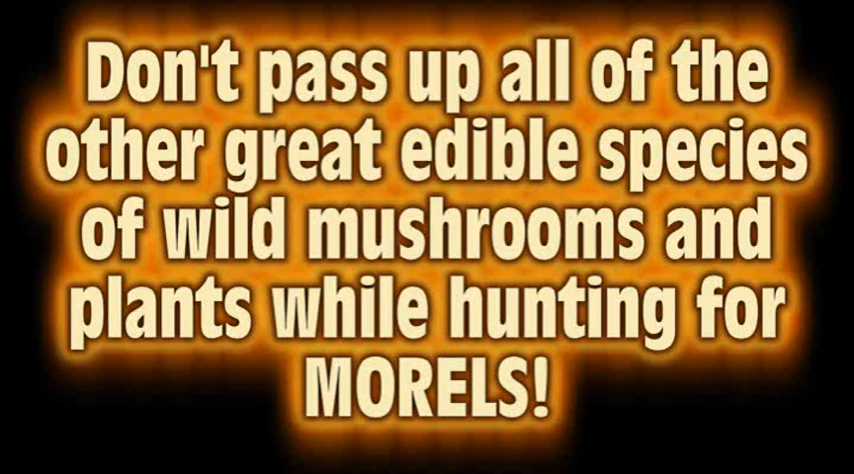 Don't pass up all of the
other great edible species
of wild mushrooms and
plants while hunting for
MORELS!